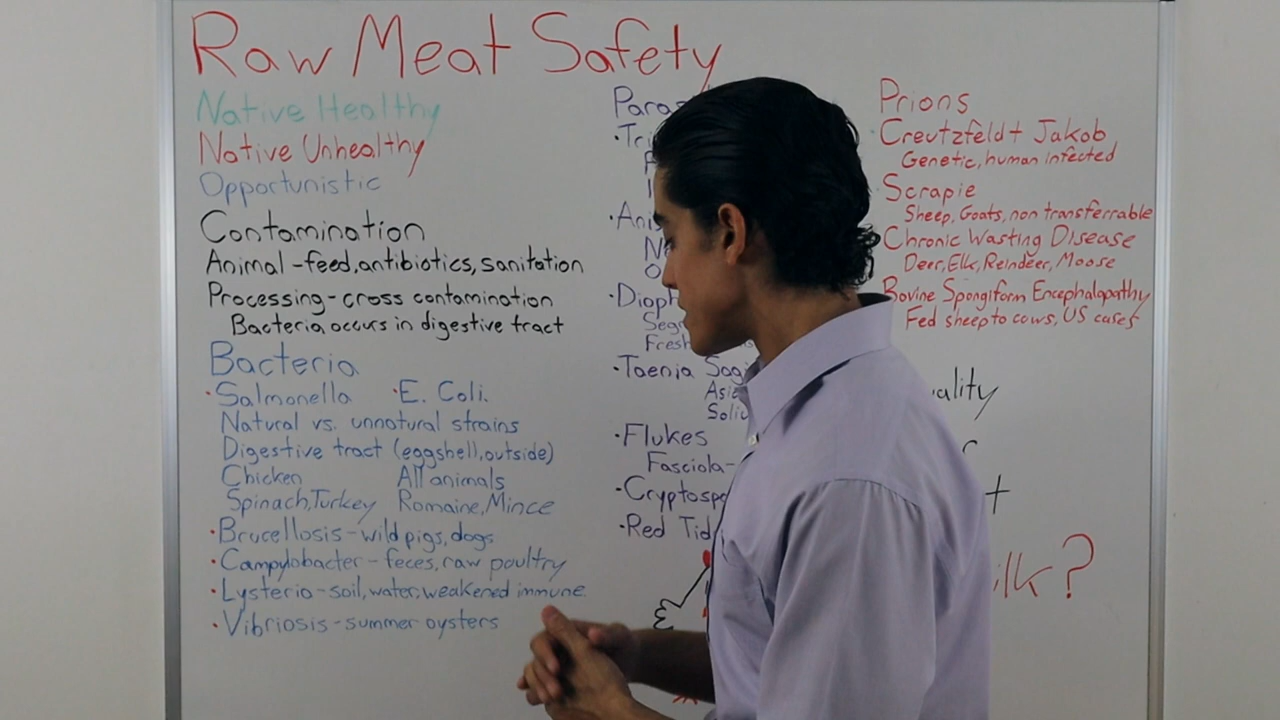 Raw Meat Safety
Native Healthy
Native Unhealthy
Opportunistic
Contamination
Animal-feed, antibiotics, sanitation
Processing-cross contamination
Bacteria occurs in digestive tract
Bacteria
·Salmonella ·E. Coli.
Natural vs. unnatural strains
Digestive tract (eggshell, outside)
Chicken All animals
Spinach, Turkey Romaine, Mince
·Brucellosis-wild pigs, dogs
·Campylobacter-feces, raw poultry
·Lysteria-soil, water; weakened immune
·Vibriosis-summer oysters
·Taenia
·Flukes
Fasciola-
·Red
Prions
Creutzfeldt Jakob
Genetic, human infected
Scrapie
Sheep, Goats, non transferrable
Chronic Wasting Disease
Deer, Elk, Reindeer, Moose
Bovine Spongiform Encephalopathy
Fed sheep to cows, US cases